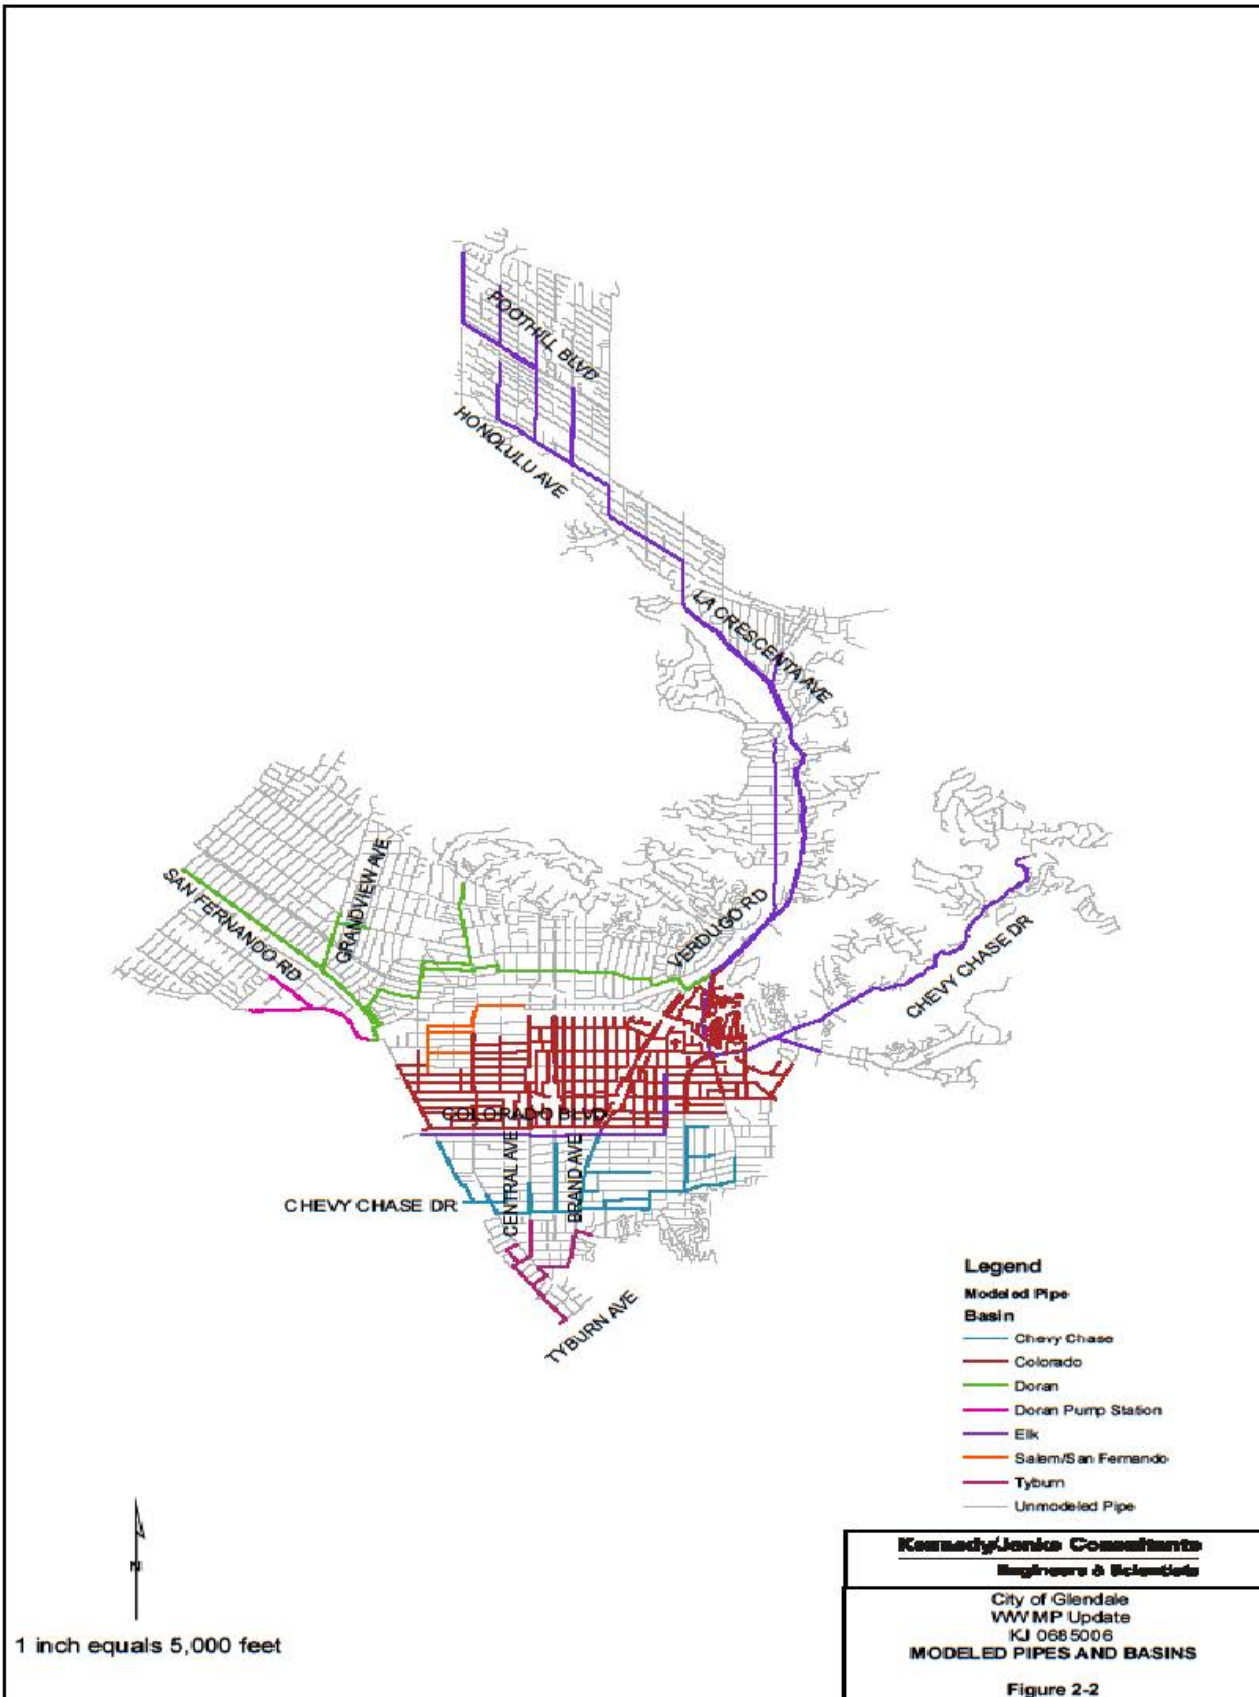 FOOTHILL BLVD
HONOLULU AVE
LA CRESCENTA AVE
GRANDVIEW AVE
SAN FERNANDO RD
VERDUGO RD
CHEVY CHASE DR
COLORADO BLVD
CENTRAL AVE
BRAND AVE
CHEVY CHASE DR
TYBURN AVE
Legend
Modeled Pipe
Basin
Chevy Chase
Colorado
Doran
Doran Pump Station
Elk
Salem/San Fernando
Tyburn
Unmodeled Pipe
N
1 inch equals 5,000 feet
Kennedy/Jenks Consultants
Engineers & Scientists
City of Glendale
WWMP Update
KJ 0685006
MODELED PIPES AND BASINS
Figure 2-2